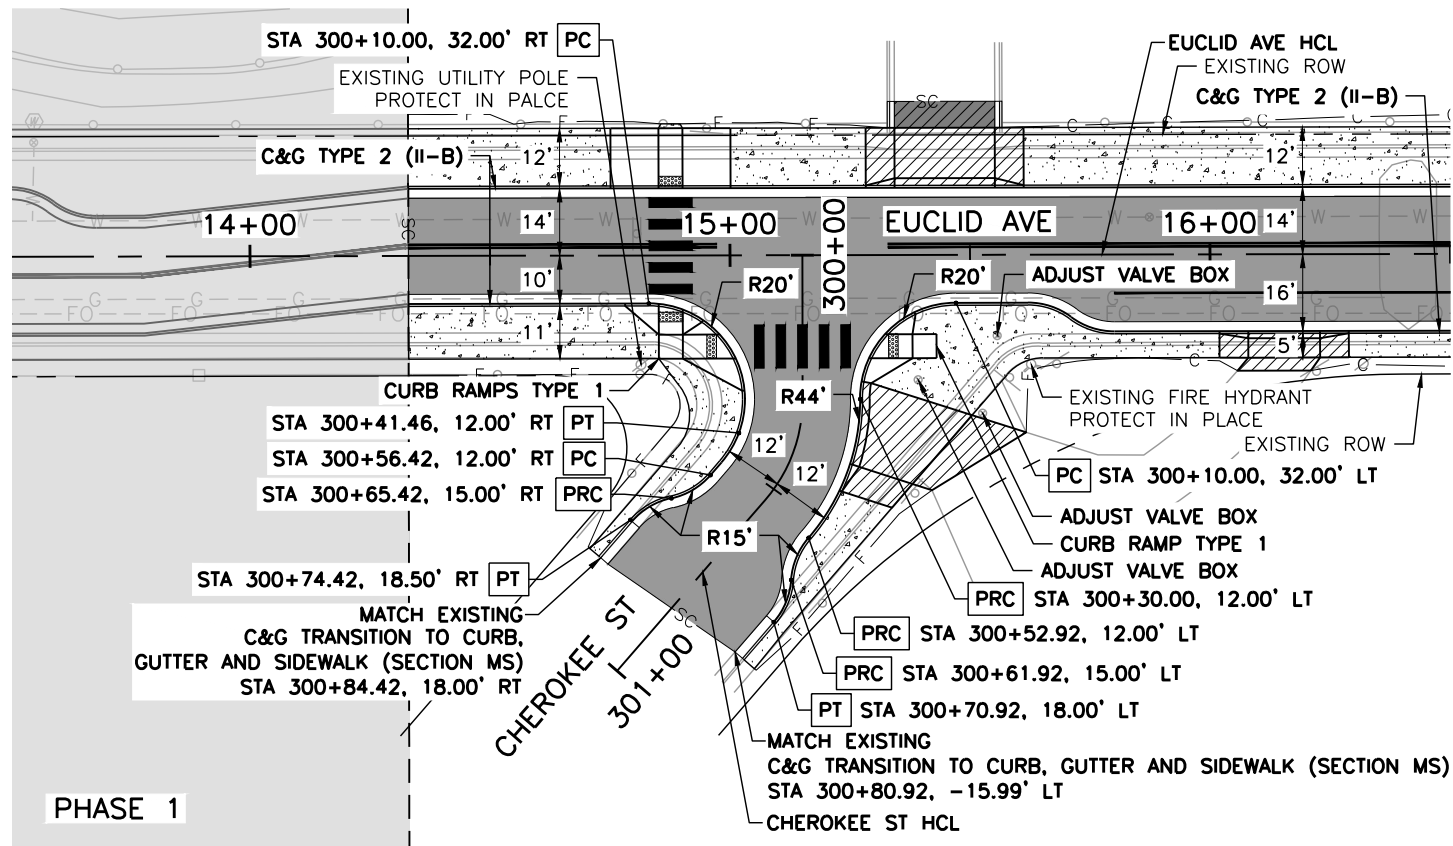 STA 300+10.00, 32.00' RT PC
EXISTING UTILITY POLE
PROTECT IN PALCE
C&G TYPE 2 (II-B)
EUCLID AVE HCL
EXISTING ROW
C&G TYPE 2 (II-B)
12'
12'
14+00
14'
15+00
300+00
EUCLID AVE
16+00
14'
10'
R20'
R20'
ADJUST VALVE BOX
16'
11'
5'
CURB RAMPS TYPE 1
R44'
EXISTING FIRE HYDRANT
PROTECT IN PLACE
EXISTING ROW
STA 300+41.46, 12.00' RT PT
STA 300+56.42, 12.00' RT PC
STA 300+65.42, 15.00' RT PRC
12'
12'
PC STA 300+10.00, 32.00' LT
ADJUST VALVE BOX
CURB RAMP TYPE 1
ADJUST VALVE BOX
R15'
STA 300+74.42, 18.50' RT PT
MATCH EXISTING
C&G TRANSITION TO CURB,
GUTTER AND SIDEWALK (SECTION MS)
STA 300+84.42, 18.00' RT
PRC STA 300+30.00, 12.00' LT
PRC STA 300+52.92, 12.00' LT
PRC STA 300+61.92, 15.00' LT
PT STA 300+70.92, 18.00' LT
CHEROKEE ST
301+00
MATCH EXISTING
C&G TRANSITION TO CURB, GUTTER AND SIDEWALK (SECTION MS)
STA 300+80.92, -15.99' LT
CHEROKEE ST HCL
PHASE 1
SC
SC
SC
W
W
W
W
W
G
G
G
G
FO
FO
FO
FO
F
F
F
C
C
C